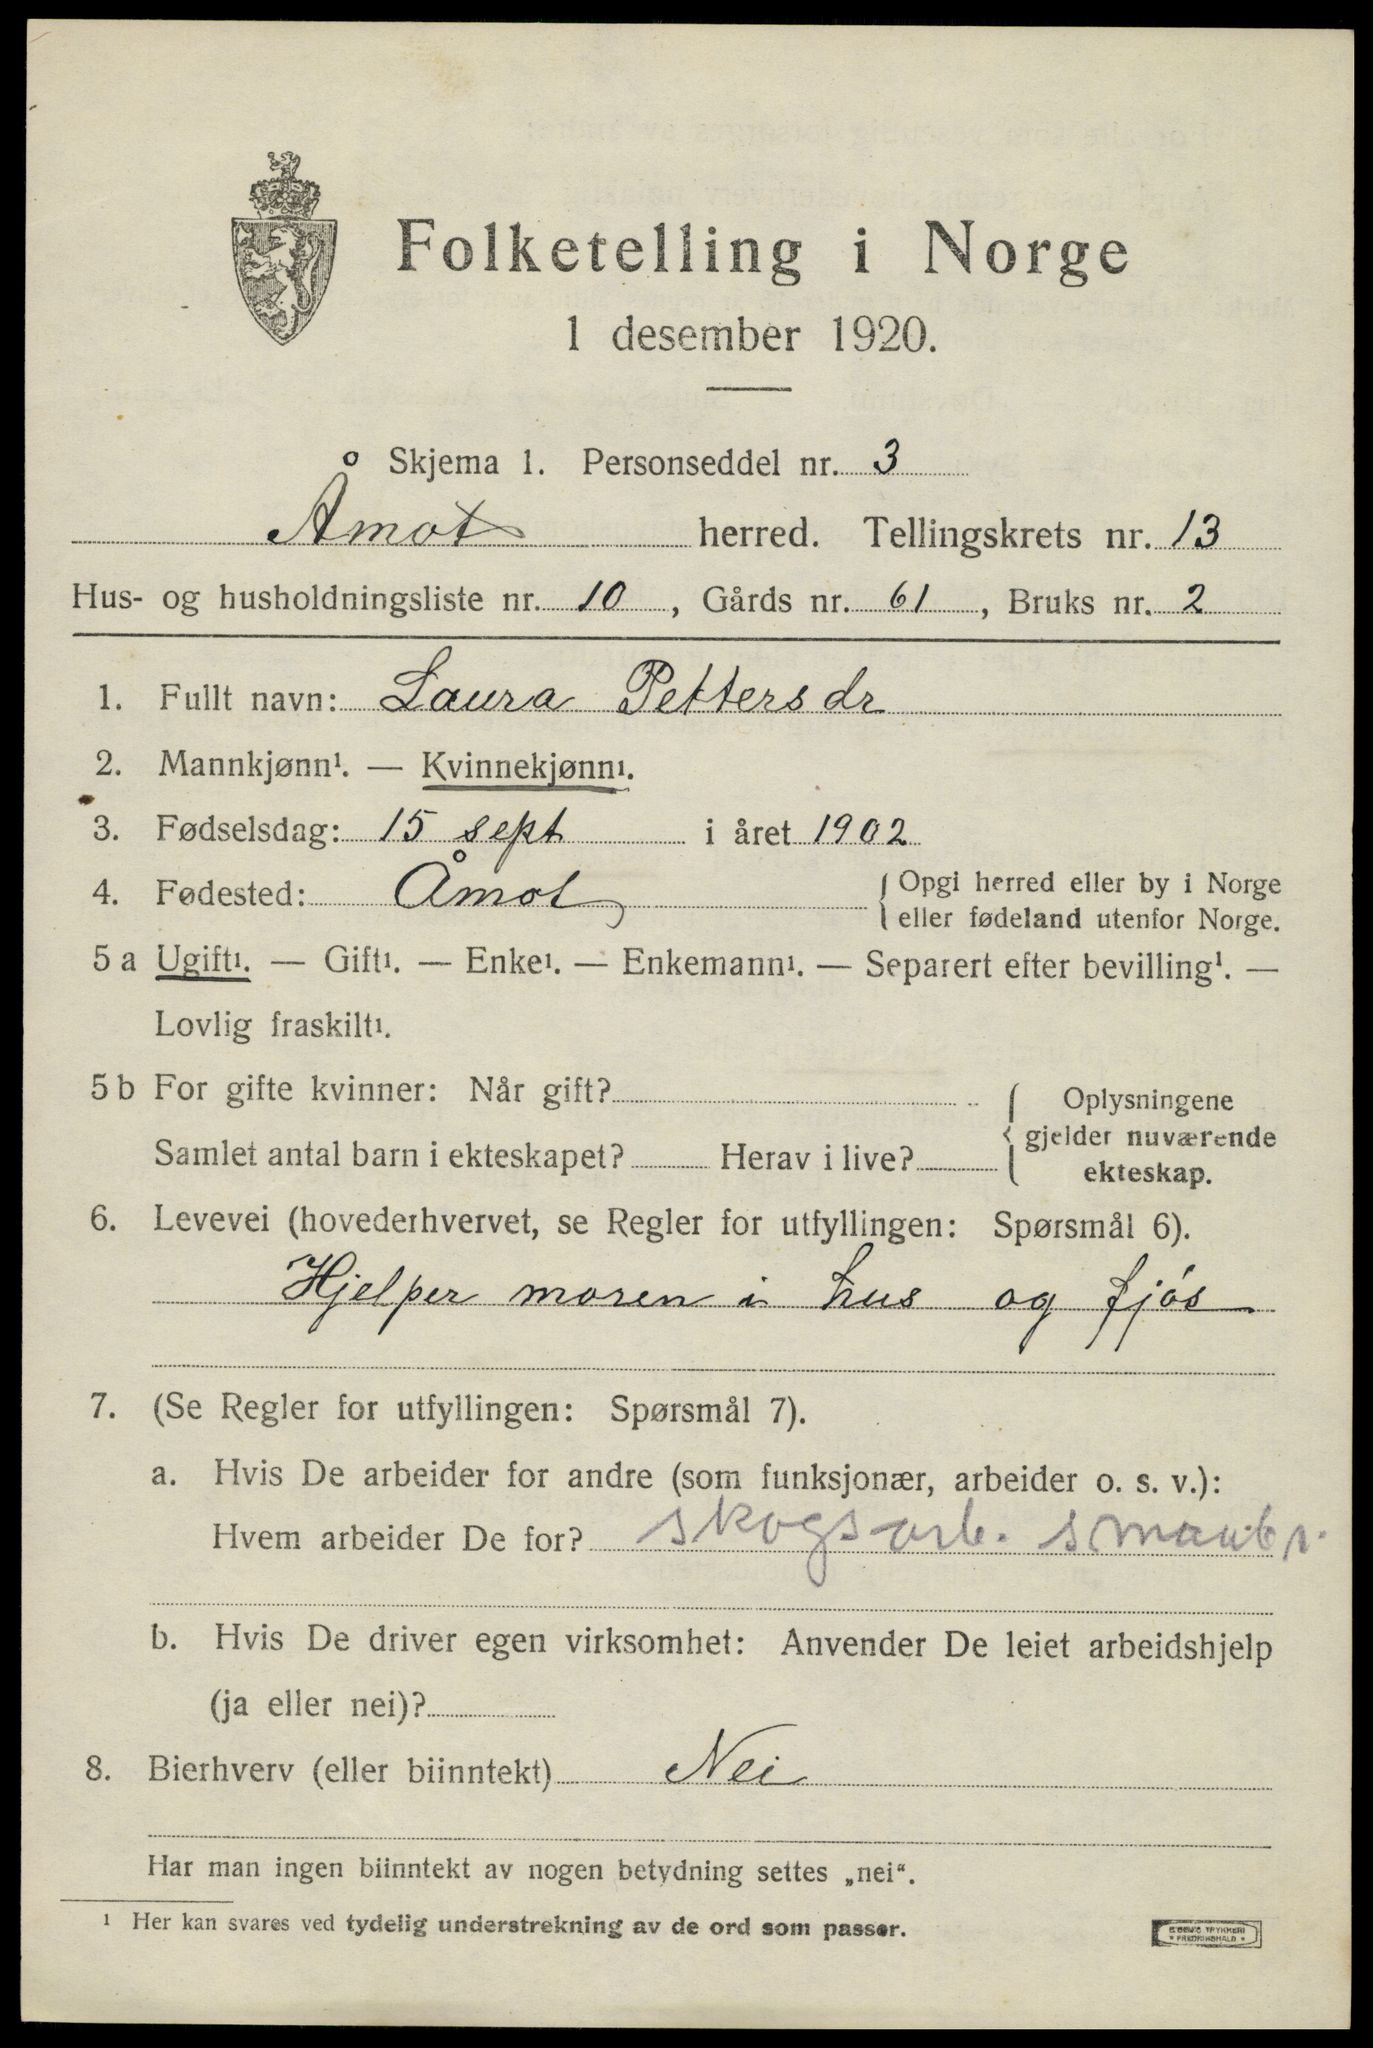 Folketelling i Norge
1 desember 1920.
Skjema 1. Personseddel nr. 3
Åmot herred. Tellingskrets nr. 13
Hus- og husholdningsliste nr. 10, Gårds nr. 61, Bruks nr. 2
1. Fullt navn: Laura Pettersdr
2. Mannkjønn¹. — Kvinnekjønn¹.
3. Fødselsdag: 15 sept i året 1902
4. Fødested: Åmot { Opgi herred eller by i Norge
eller fødeland utenfor Norge.
5 a Ugift¹. — Gift¹. — Enke¹. — Enkemann¹. — Separert efter bevilling¹. —
Lovlig fraskilt¹.
5 b For gifte kvinner: Når gift? { Oplysningene
gjelder nuværende
Samlet antal barn i ekteskapet? Herav i live? ekteskap.
6. Levevei (hovederhvervet, se Regler for utfyllingen: Spørsmål 6).
Hjelper moren i hus og fjós
7. (Se Regler for utfyllingen: Spørsmål 7).
a. Hvis De arbeider for andre (som funksjonær, arbeider o. s. v.):
Hvem arbeider De for? skogsarb. smaabr.
b. Hvis De driver egen virksomhet: Anvender De leiet arbeidshjelp
(ja eller nei)?
8. Bierhverv (eller biinntekt) Nei
Har man ingen biinntekt av nogen betydning settes „nei“.
¹ Her kan svares ved tydelig understrekning av de ord som passer.
TRYKKERI
* FREDRIKSHALD *